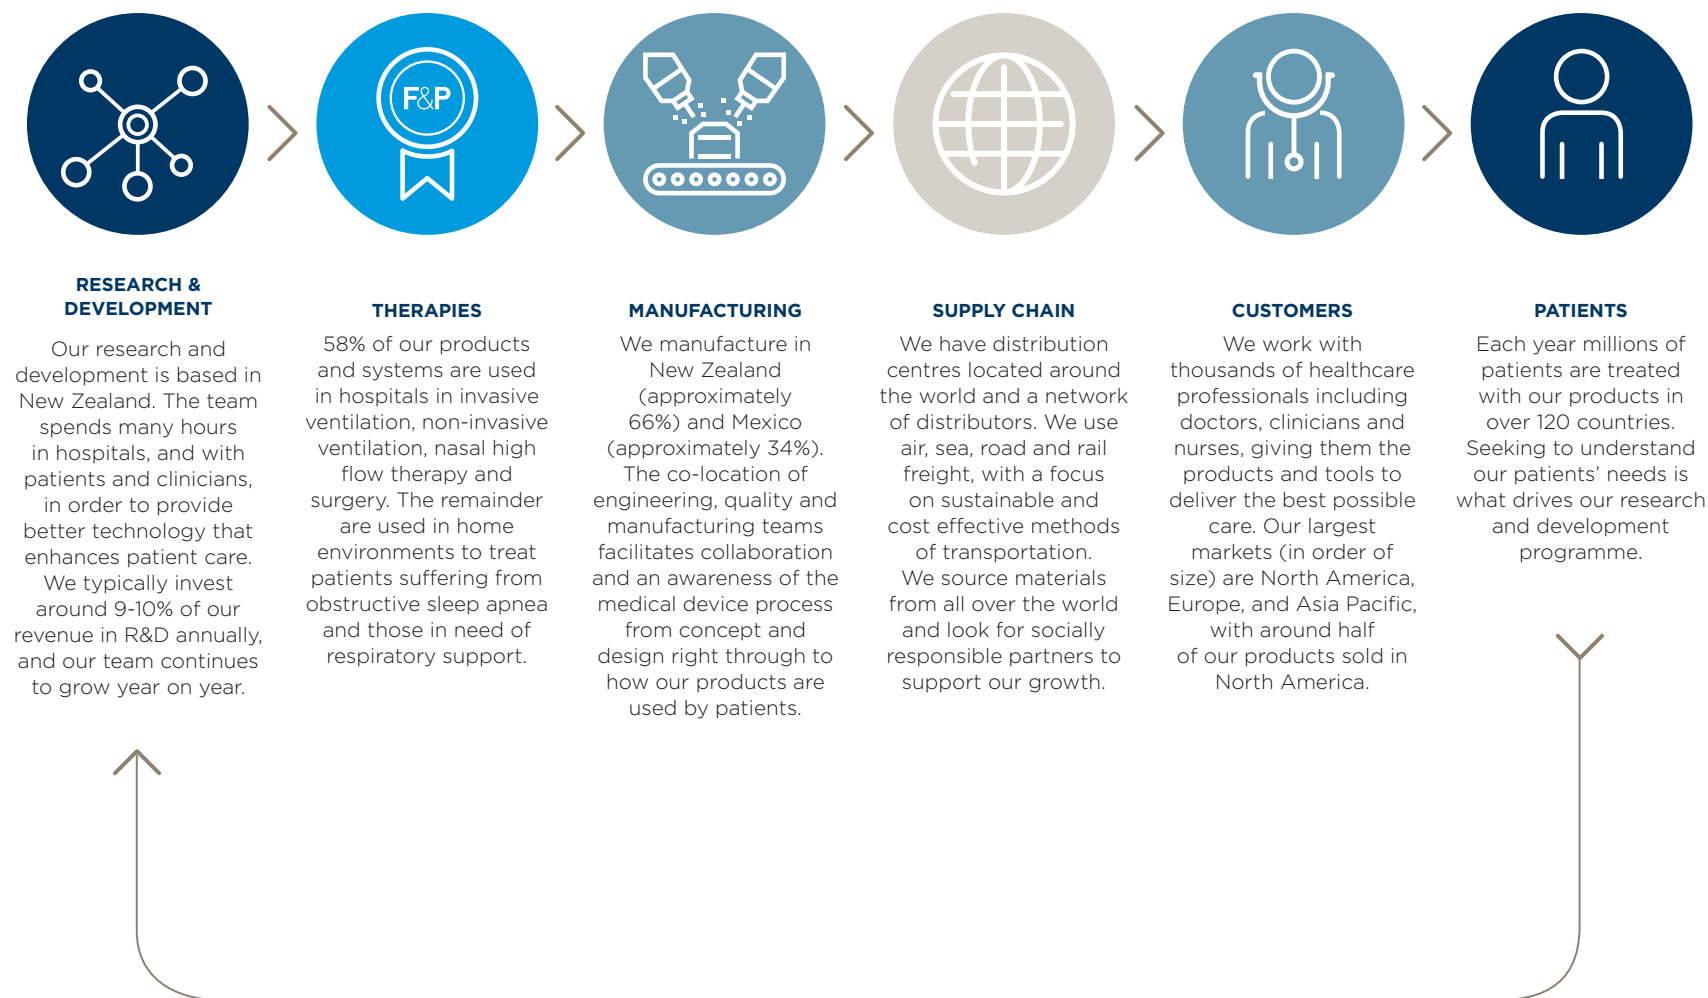 F&P
RESEARCH &
DEVELOPMENT
Our research and
development is based in
New Zealand. The team
spends many hours
in hospitals, and with
patients and clinicians,
in order to provide
better technology that
enhances patient care.
We typically invest
around 9-10% of our
revenue in R&D annually,
and our team continues
to grow year on year.
THERAPIES
58% of our products
and systems are used
in hospitals in invasive
ventilation, non-invasive
ventilation, nasal high
flow therapy and
surgery. The remainder
are used in home
environments to treat
patients suffering from
obstructive sleep apnea
and those in need of
respiratory support.
MANUFACTURING
We manufacture in
New Zealand
(approximately
66%) and Mexico
(approximately 34%).
The co-location of
engineering, quality and
manufacturing teams
facilitates collaboration
and an awareness of the
medical device process
from concept and
design right through to
how our products are
used by patients.
SUPPLY CHAIN
We have distribution
centres located around
the world and a network
of distributors. We use
air, sea, road and rail
freight, with a focus
on sustainable and
cost effective methods
of transportation.
We source materials
from all over the world
and look for socially
responsible partners to
support our growth.
CUSTOMERS
We work with
thousands of healthcare
professionals including
doctors, clinicians and
nurses, giving them the
products and tools to
deliver the best possible
care. Our largest
markets (in order of
size) are North America,
Europe, and Asia Pacific,
with around half
of our products sold in
North America.
PATIENTS
Each year millions of
patients are treated
with our products in
over 120 countries.
Seeking to understand
our patients’ needs is
what drives our research
and development
programme.